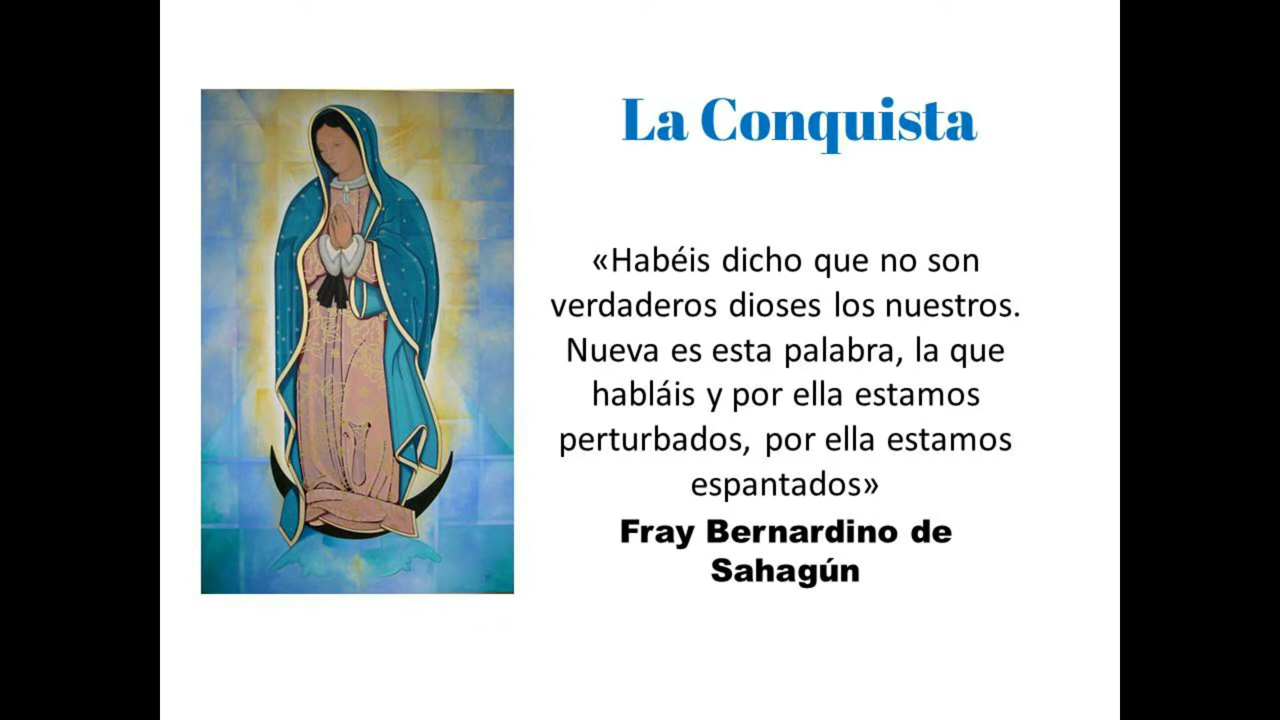 La Conquista
«Habéis dicho que no son
verdaderos dioses los nuestros.
Nueva es esta palabra, la que
habláis y por ella estamos
perturbados, por ella estamos
espantados»
Fray Bernardino de
Sahagún